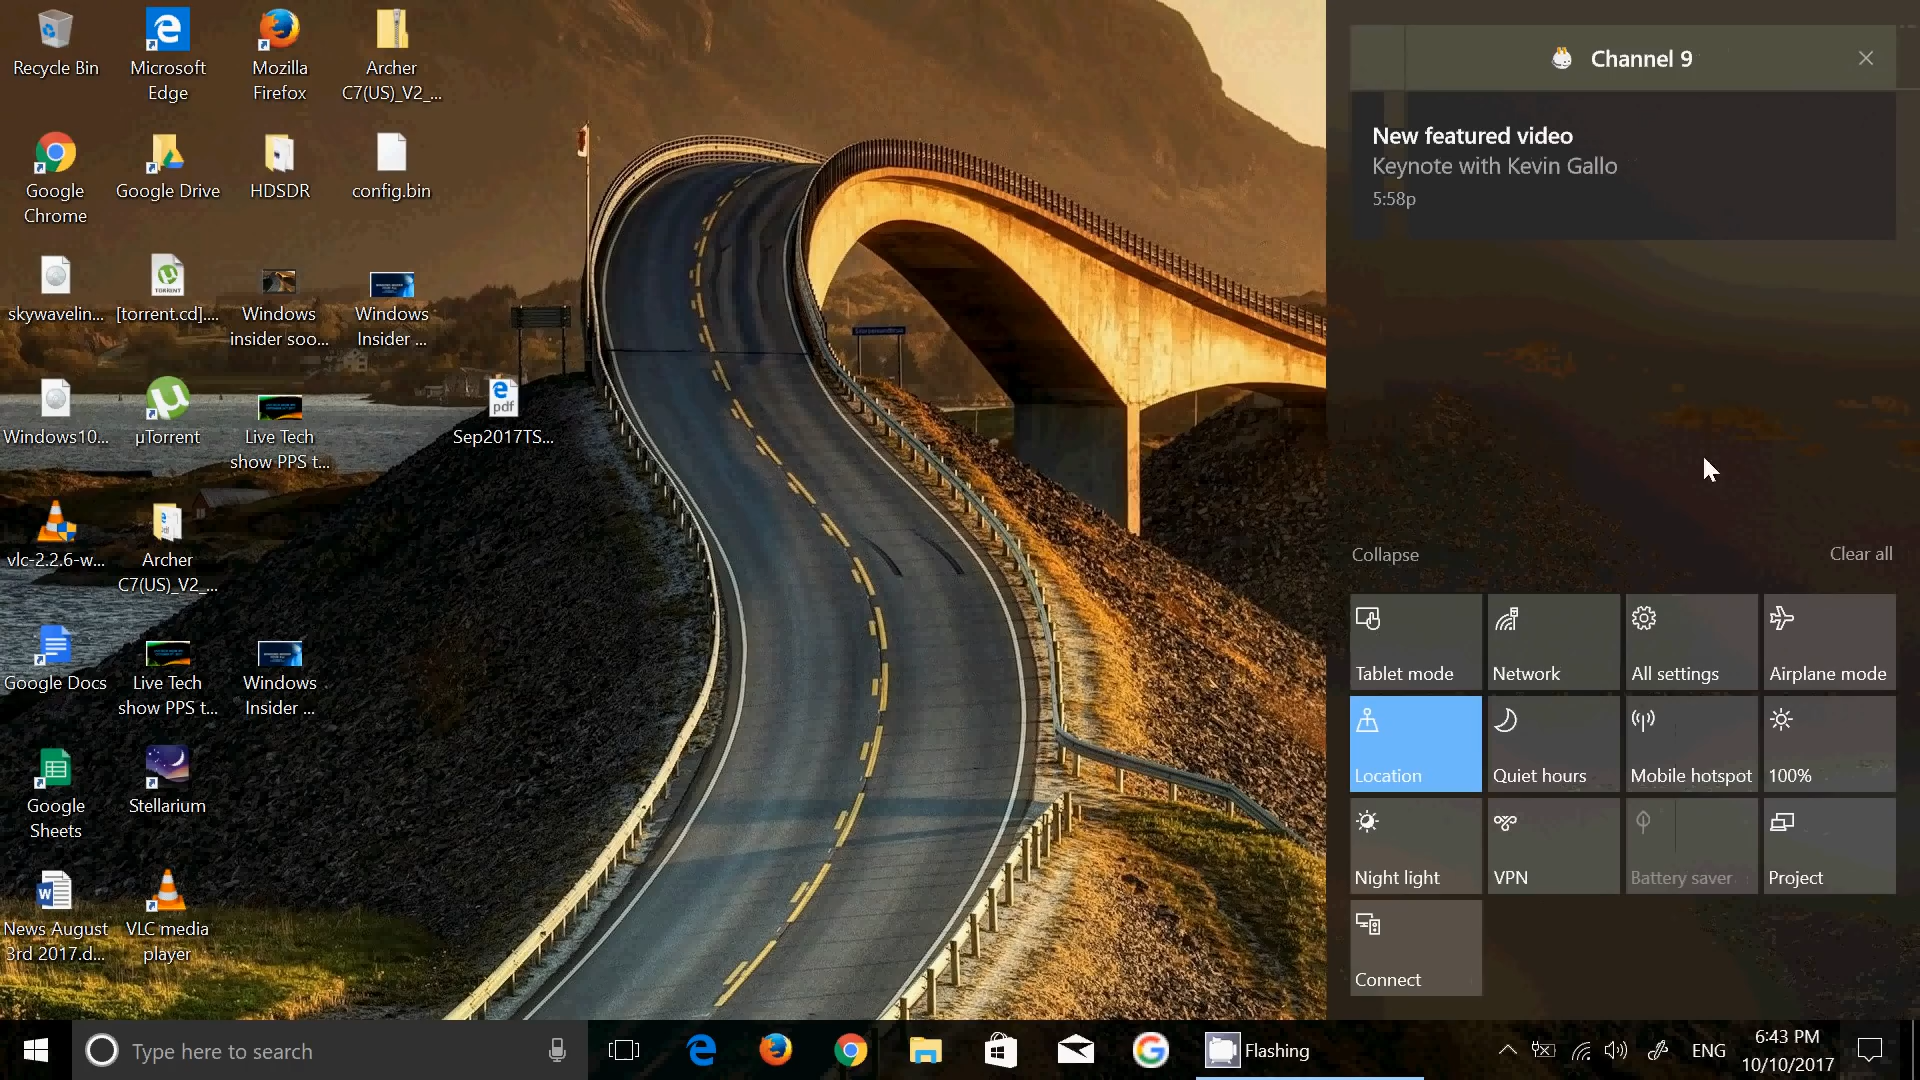 Recycle Bin
Microsoft
Edge
Mozilla
Firefox
Archer
C7(US)_V2_...
Google
Chrome
Google Drive
HDSDR
config.bin
skywavelin...
[torrent.cd]....
TORRENT
Windows
insider soo...
Windows
Insider ...
Windows10...
µTorrent
Live Tech
show PPS t...
pdf
Sep2017TS...
vlc-2.2.6-w...
Archer
C7(US)_V2_...
Google Docs
Live Tech
show PPS t...
Windows
Insider ...
Google
Sheets
Stellarium
News August
3rd 2017.d...
VLC media
player
Channel 9
New featured video
Keynote with Kevin Gallo
5:58p
Collapse
Clear all
Tablet mode
Network
All settings
Airplane mode
Location
Quiet hours
Mobile hotspot
100%
Night light
VPN
Battery saver
Project
Connect
Type here to search
Flashing
ENG
6:43 PM
10/10/2017